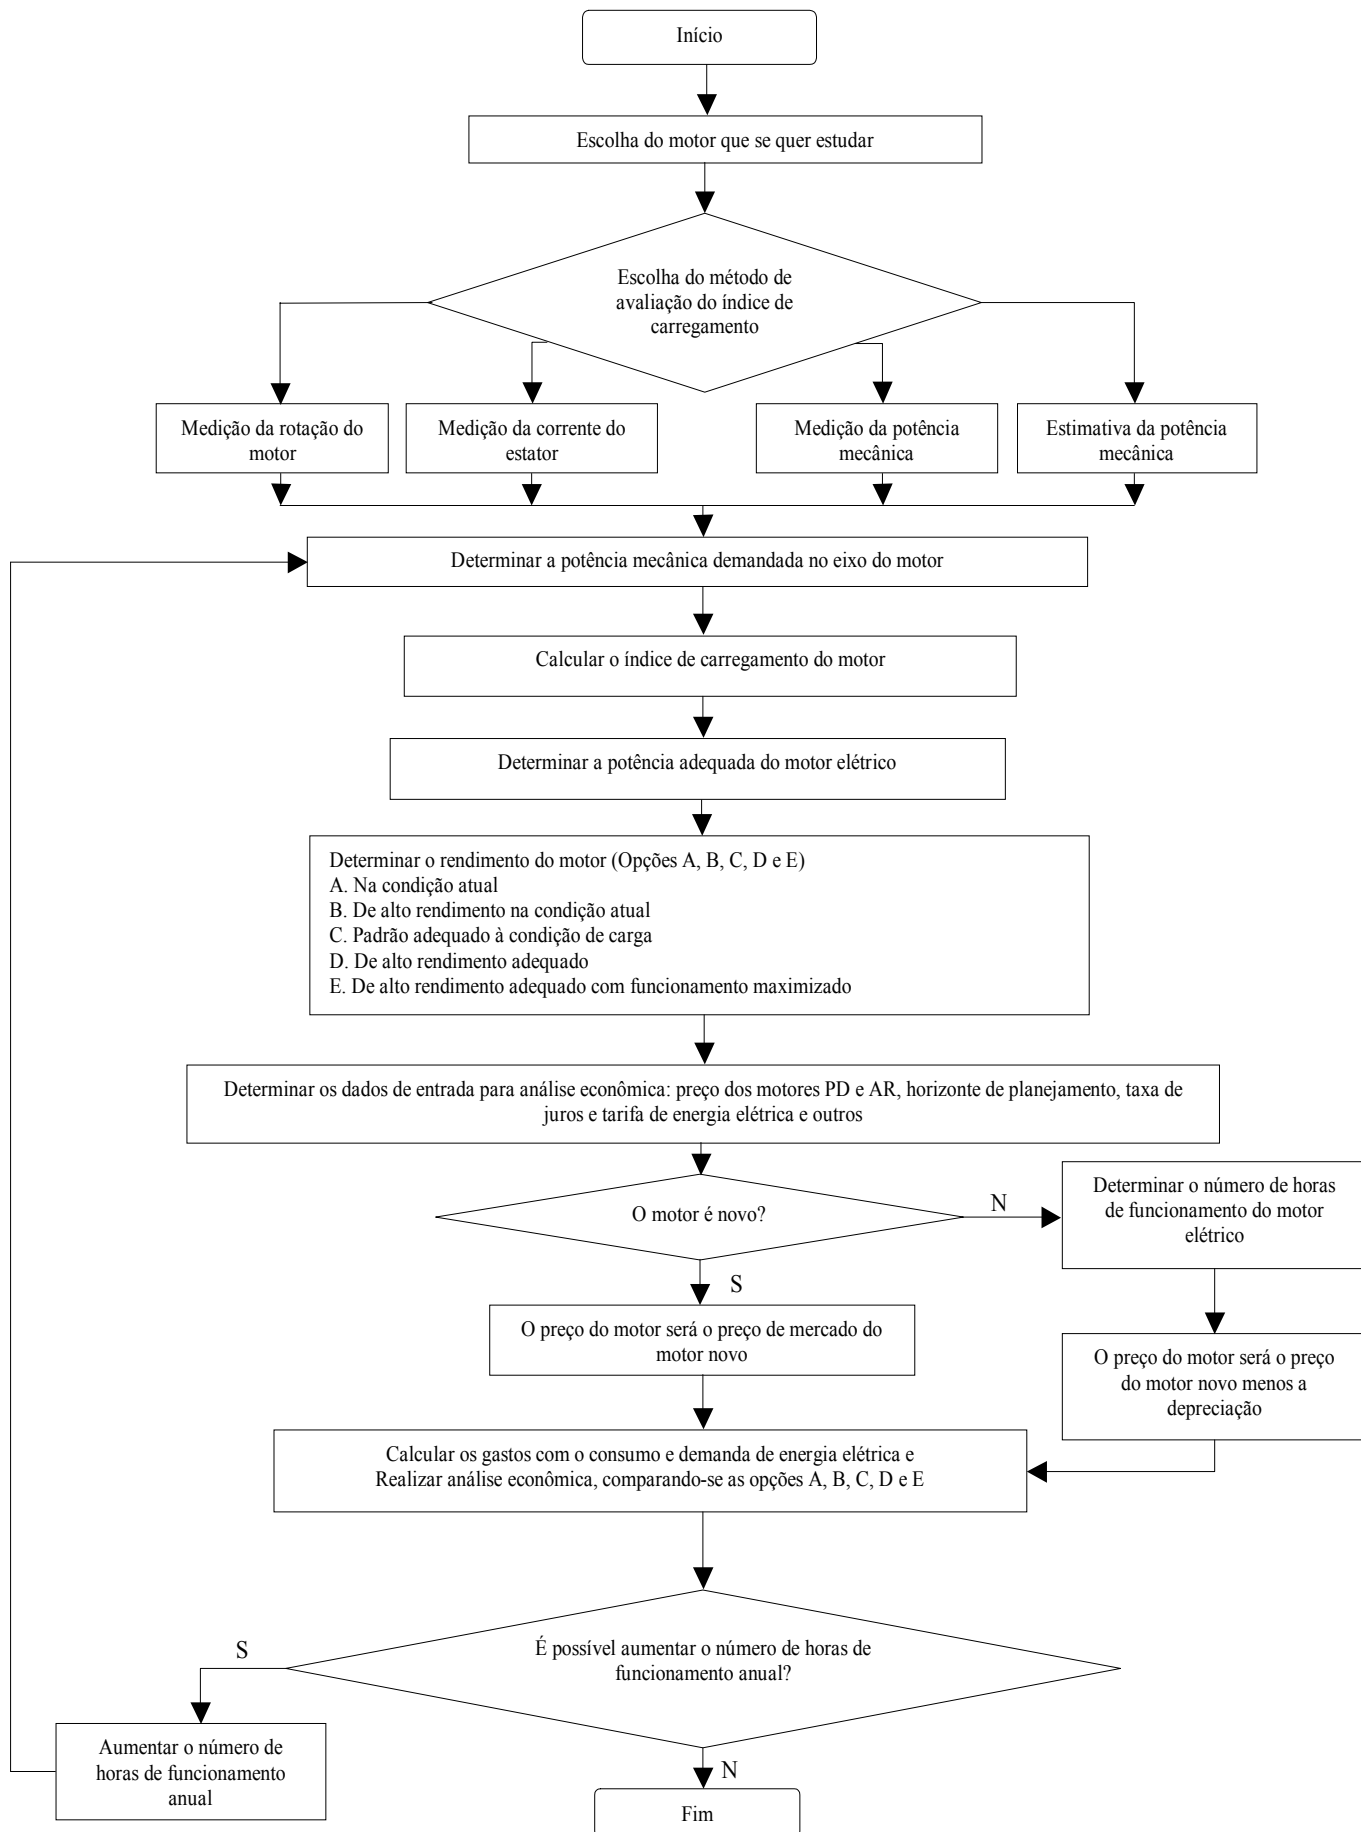 Início
Escolha do motor que se quer estudar
Escolha do método de
avaliação do índice de
carregamento
Medição da rotação do
motor
Medição da corrente do
estator
Medição da potência
mecânica
Estimativa da potência
mecânica
Determinar a potência mecânica demandada no eixo do motor
Calcular o índice de carregamento do motor
Determinar a potência adequada do motor elétrico
Determinar o rendimento do motor (Opções A, B, C, D e E)
A. Na condição atual
B. De alto rendimento na condição atual
C. Padrão adequado à condição de carga
D. De alto rendimento adequado
E. De alto rendimento adequado com funcionamento maximizado
Determinar os dados de entrada para análise econômica: preço dos motores PD e AR, horizonte de planejamento, taxa de
juros e tarifa de energia elétrica e outros
O motor é novo?
N
Determinar o número de horas
de funcionamento do motor
elétrico
S
O preço do motor será o preço de mercado do
motor novo
O preço do motor será o preço
do motor novo menos a
depreciação
Calcular os gastos com o consumo e demanda de energia elétrica e
Realizar análise econômica, comparando-se as opções A, B, C, D e E
É possível aumentar o número de horas de
funcionamento anual?
S
Aumentar o número de
horas de funcionamento
anual
N
Fim